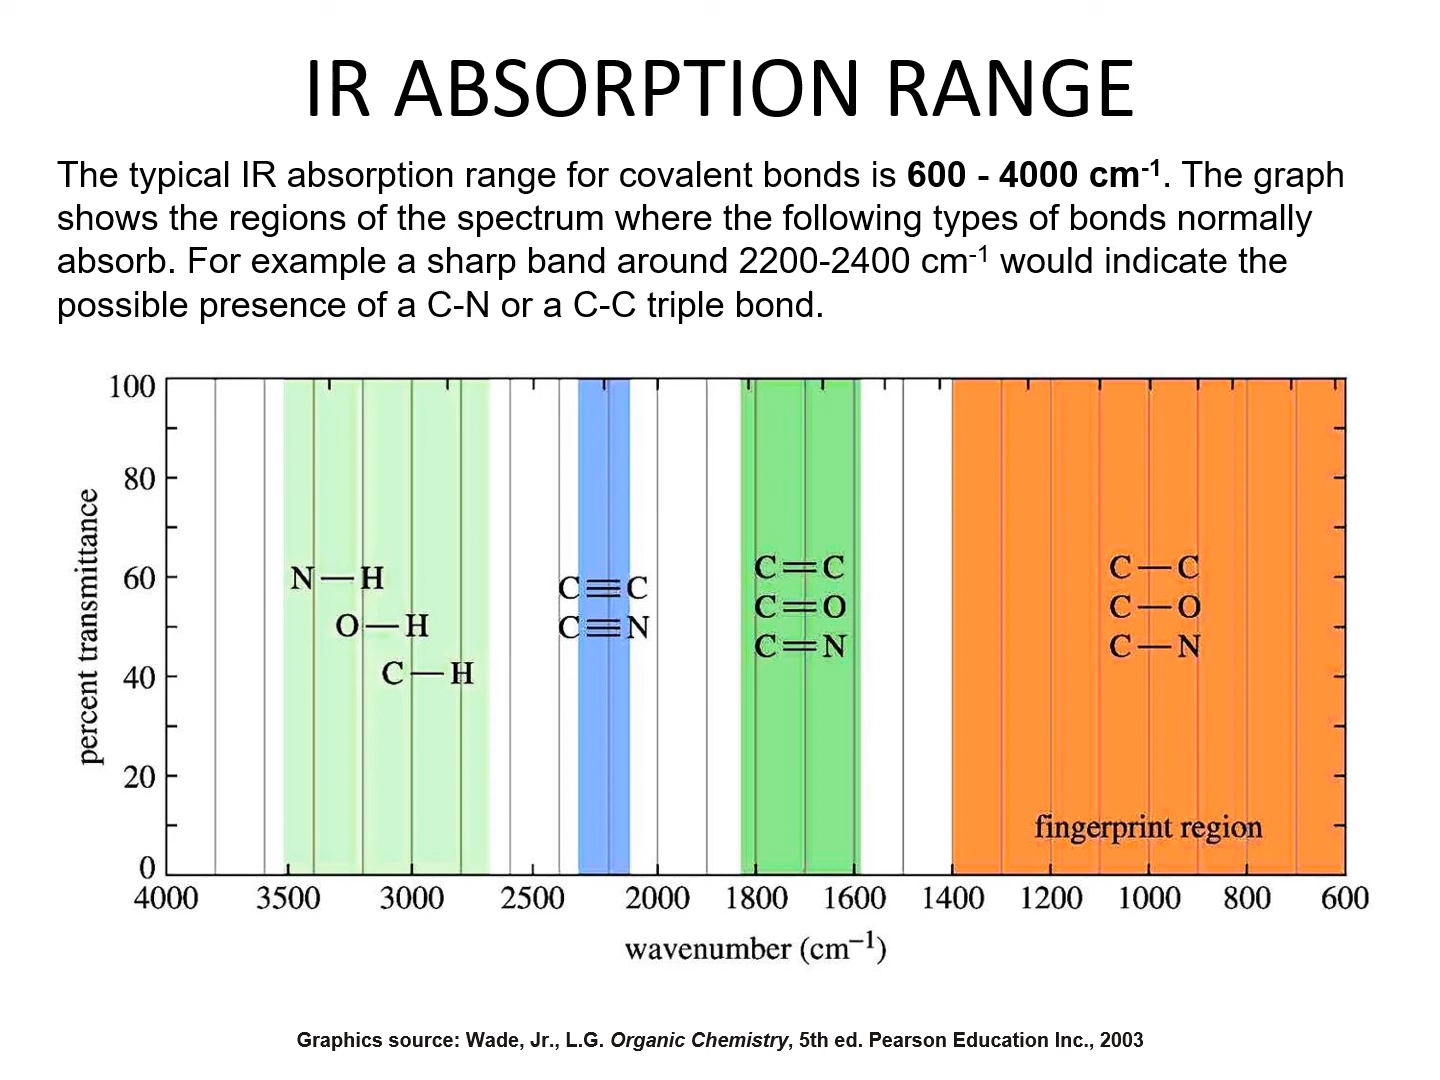 IR ABSORPTION RANGE
The typical IR absorption range for covalent bonds is 600 - 4000 cm⁻¹. The graph
shows the regions of the spectrum where the following types of bonds normally
absorb. For example a sharp band around 2200-2400 cm⁻¹ would indicate the
possible presence of a C-N or a C-C triple bond.
percent transmittance
100
80
60
40
20
0
N—H
O—H
C—H
C≡C
C≡N
C=C
C=O
C=N
C—C
C—O
C—N
fingerprint region
4000 3500 3000 2500 2000 1800 1600 1400 1200 1000 800 600
wavenumber (cm⁻¹)
Graphics source: Wade, Jr., L.G. Organic Chemistry, 5th ed. Pearson Education Inc., 2003